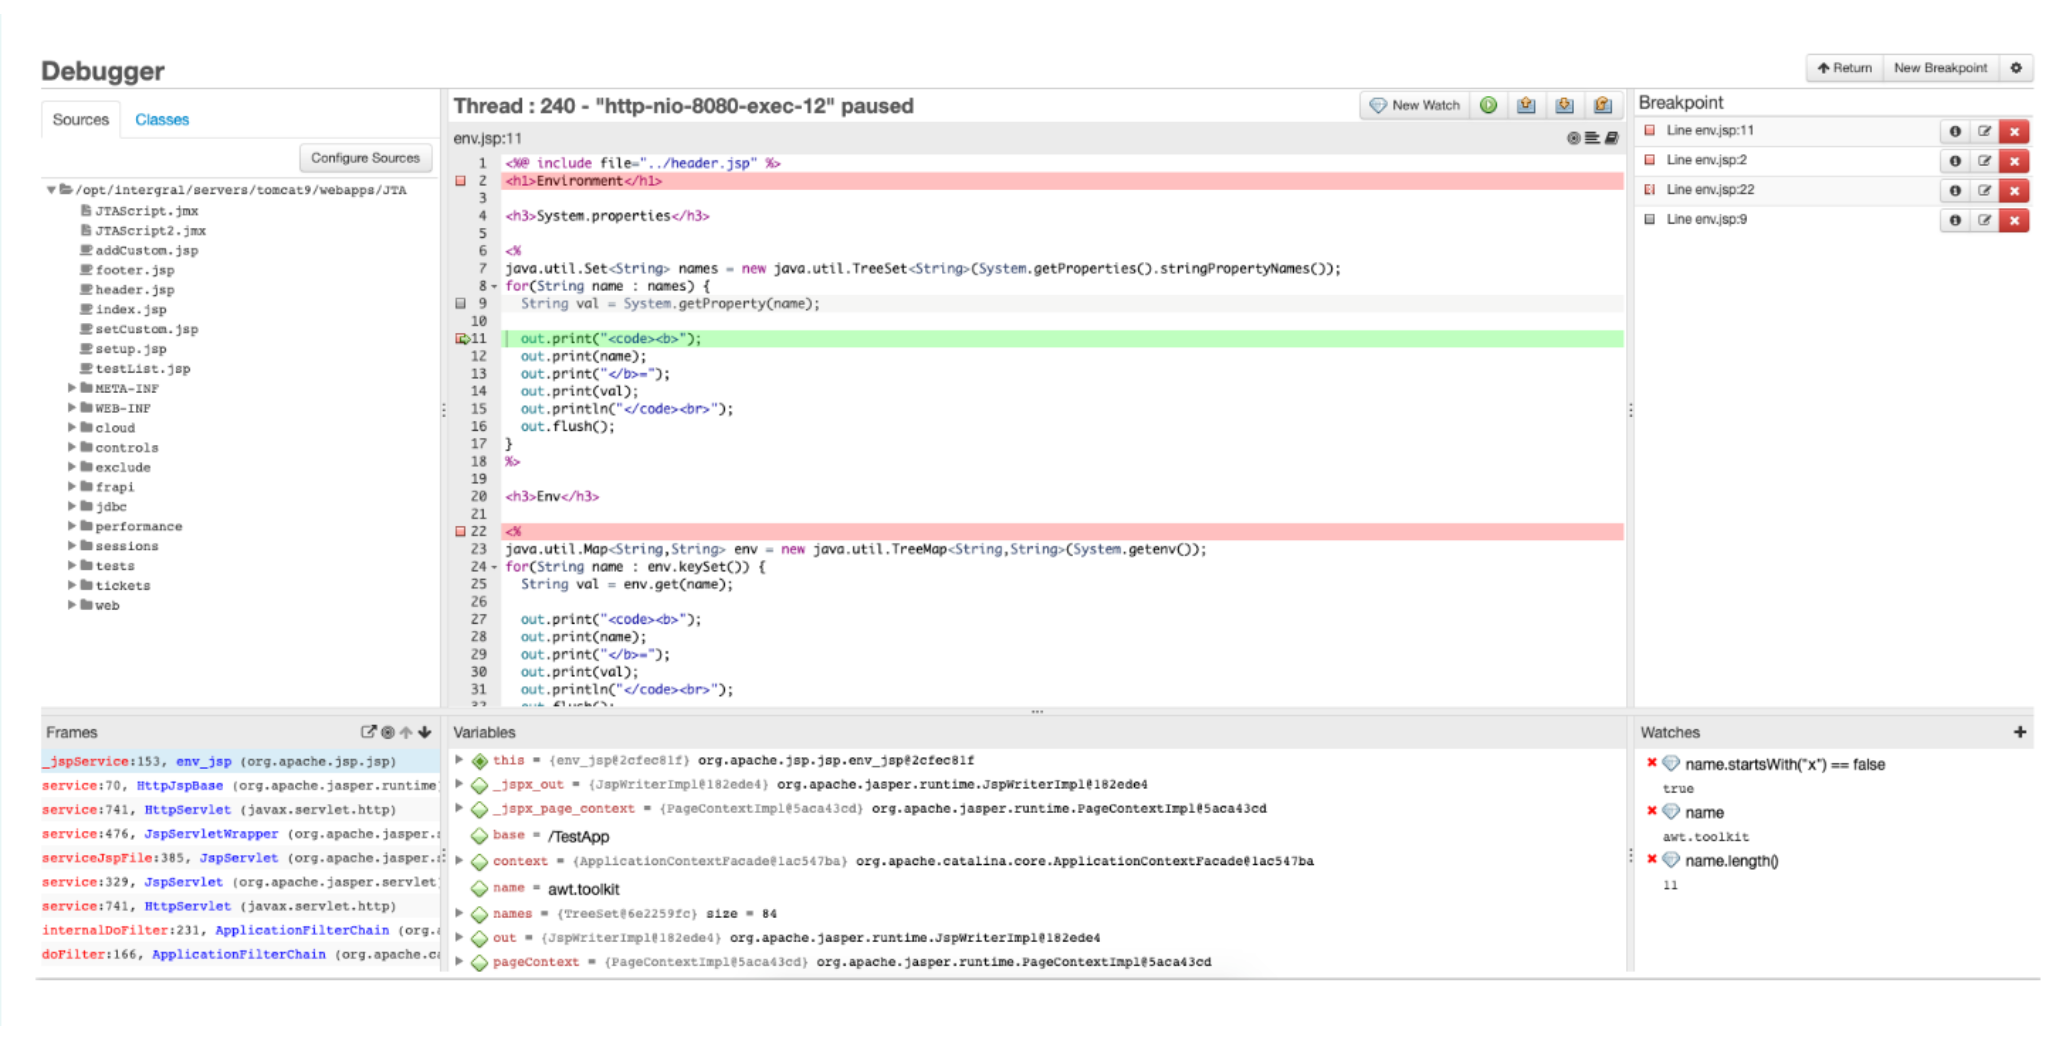 Debugger
Return New Breakpoint
Sources Classes
Configure Sources
/opt/intergral/servers/tomcat9/webapps/JTA
JTAScript.jmx
JTAScript2.jmx
addCustom.jsp
footer.jsp
header.jsp
index.jsp
setCustom.jsp
setup.jsp
testList.jsp
META-INF
WEB-INF
cloud
controls
exclude
frapi
jdbc
performance
sessions
tests
tickets
web
Thread : 240 - "http-nio-8080-exec-12" paused
New Watch
env.jsp:11
1 <%@ include file="../header.jsp" %>
2 <h1>Environment</h1>
3
4 <h3>System.properties</h3>
5
6 <%
7 java.util.Set<String> names = new java.util.TreeSet<String>(System.getProperties().stringPropertyNames());
8 for(String name : names) {
9 String val = System.getProperty(name);
10
11 out.print("<code><b>");
12 out.print(name);
13 out.print("</b>=");
14 out.print(val);
15 out.println("</code><br>");
16 out.flush();
17 }
18 %>
19
20 <h3>Env</h3>
21
22 <%
23 java.util.Map<String,String> env = new java.util.TreeMap<String,String>(System.getenv());
24 for(String name : env.keySet()) {
25 String val = env.get(name);
26
27 out.print("<code><b>");
28 out.print(name);
29 out.print("</b>=");
30 out.print(val);
31 out.println("</code><br>");
Breakpoint
Line env.jsp:11
Line env.jsp:2
Line env.jsp:22
Line env.jsp:9
Frames
_jspService:153, env_jsp (org.apache.jsp.jsp)
service:70, HttpJspBase (org.apache.jasper.runtime
service:741, HttpServlet (javax.servlet.http)
service:476, JspServletWrapper (org.apache.jasper.
serviceJspFile:385, JspServlet (org.apache.jasper.
service:329, JspServlet (org.apache.jasper.servlet
service:741, HttpServlet (javax.servlet.http)
internalDoFilter:231, ApplicationFilterChain (org.
doFilter:166, ApplicationFilterChain (org.apache.
Variables
this = {env_jsp@2cfec81f} org.apache.jsp.jsp.env_jsp@2cfec81f
_jspx_out = {JspWriterImpl@182ede4} org.apache.jasper.runtime.JspWriterImpl@182ede4
_jspx_page_context = {PageContextImpl@5aca43cd} org.apache.jasper.runtime.PageContextImpl@5aca43cd
base = /TestApp
context = {ApplicationContextFacade@1ac547ba} org.apache.catalina.core.ApplicationContextFacade@1ac547ba
name = awt.toolkit
names = {TreeSet@6e2259fc} size = 84
out = {JspWriterImpl@182ede4} org.apache.jasper.runtime.JspWriterImpl@182ede4
pageContext = {PageContextImpl@5aca43cd} org.apache.jasper.runtime.PageContextImpl@5aca43cd
Watches
name.startsWith("x") == false
true
name
awt.toolkit
name.length()
11